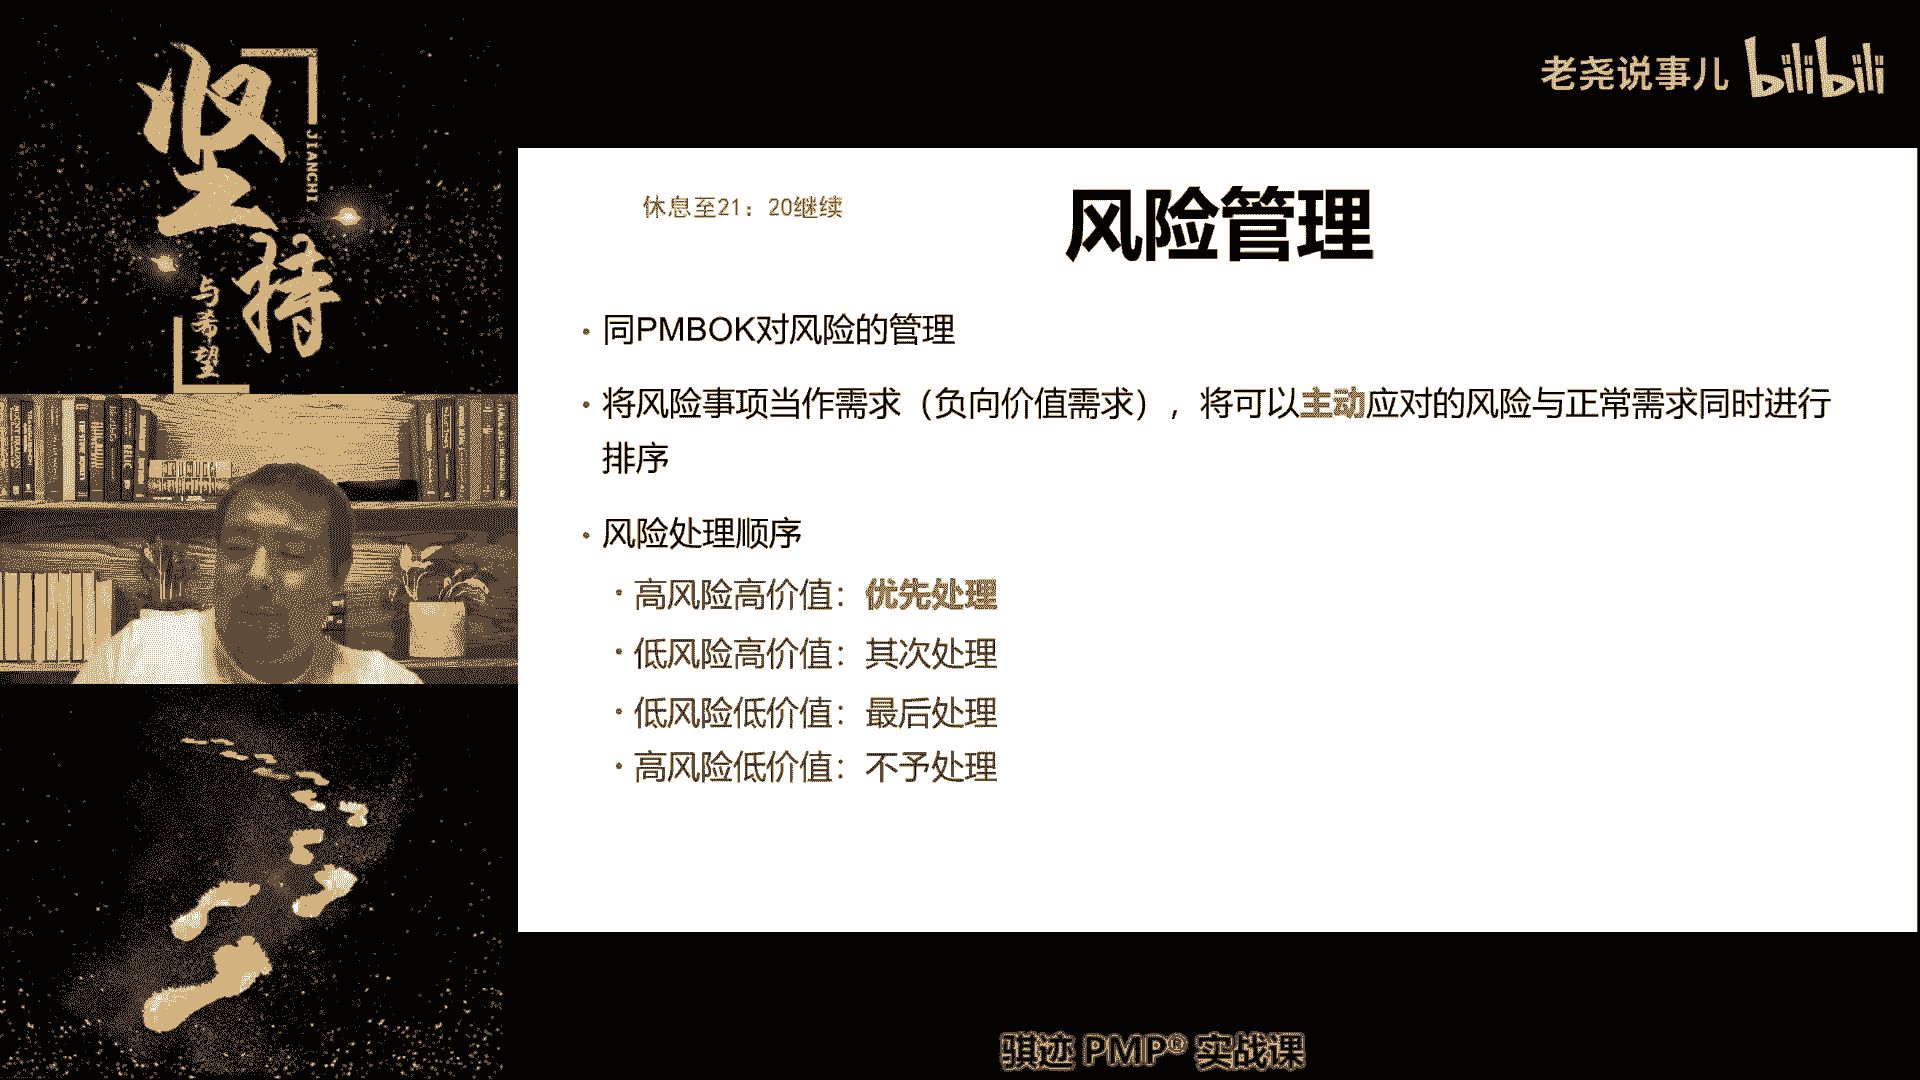 坚持
JIANCHI
与希望
老尧说事儿 bilibili
休息至21：20继续
风险管理
·同PMBOK对风险的管理
·将风险事项当作需求（负向价值需求），将可以主动应对的风险与正常需求同时进行
排序
·风险处理顺序
·高风险高价值：优先处理
·低风险高价值：其次处理
·低风险低价值：最后处理
·高风险低价值：不予处理
骐迹 PMP® 实战课